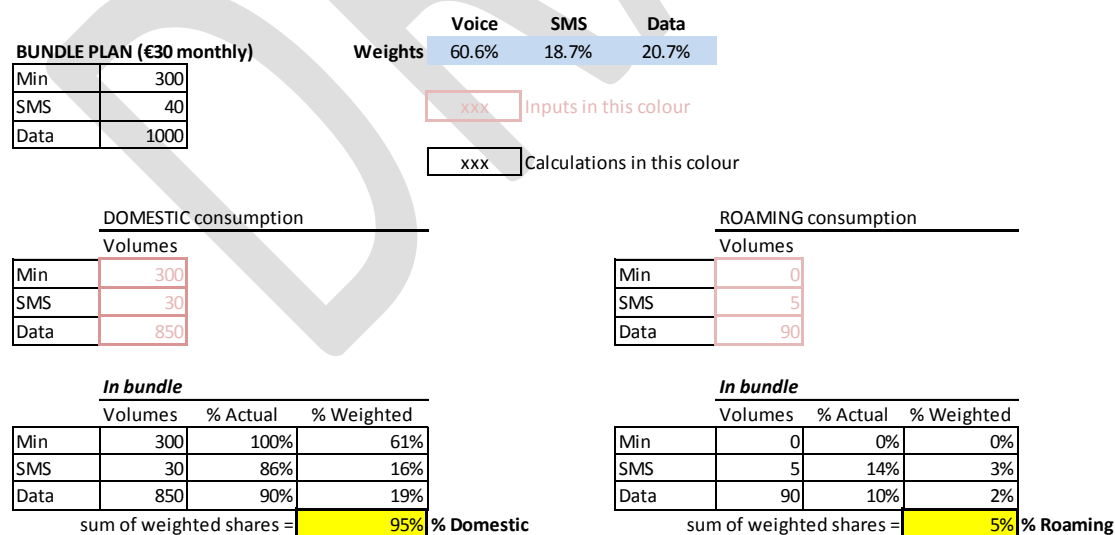 Voice SMS Data
BUNDLE PLAN (€30 monthly) Weights 60.6% 18.7% 20.7%
Min 300
SMS 40
xxx Inputs in this colour
Data 1000
xxx Calculations in this colour
DOMESTIC consumption ROAMING consumption
Volumes Volumes
Min 300 Min 0
SMS 30 SMS 5
Data 850 Data 90
In bundle In bundle
Volumes % Actual % Weighted Volumes % Actual % Weighted
Min 300 100% 61% Min 0 0% 0%
SMS 30 86% 16% SMS 5 14% 3%
Data 850 90% 19% Data 90 10% 2%
sum of weighted shares = 95% % Domestic sum of weighted shares = 5% % Roaming